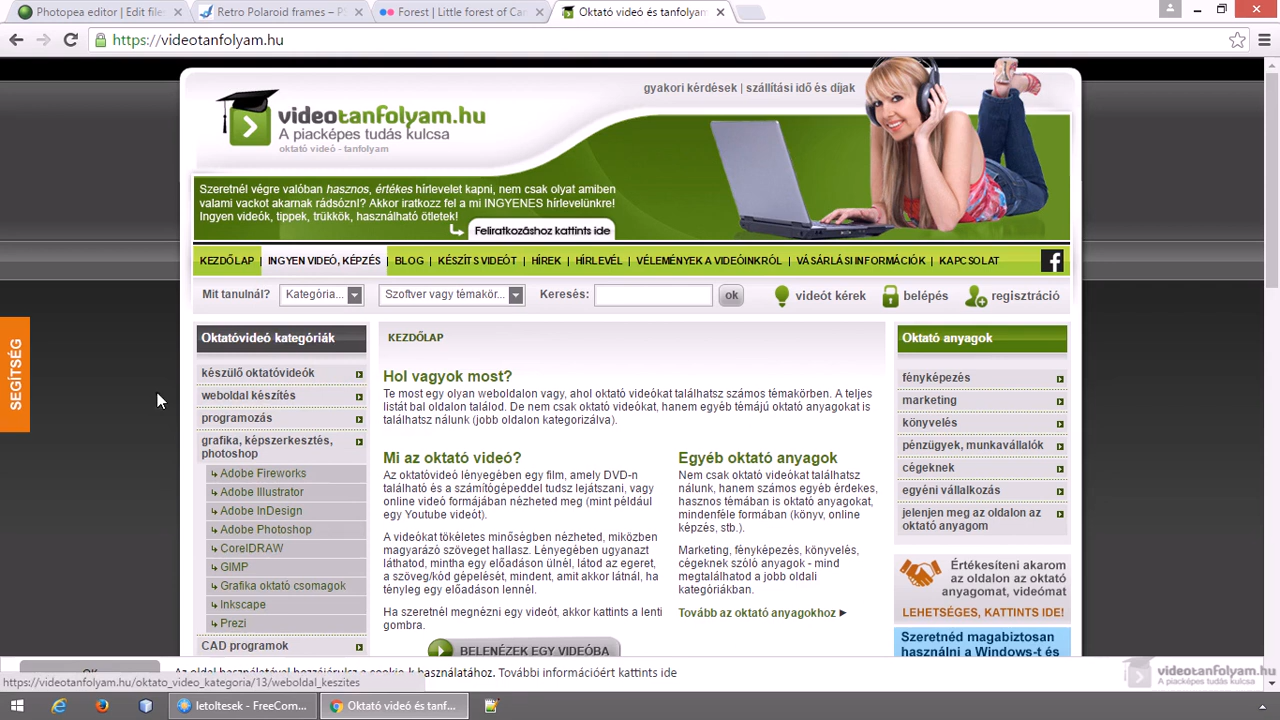 Photopea editor | Edit files
Retro Polaroid frames – P
Forest | Little forest of Ca
Oktató videó és tanfolyam
https://videotanfolyam.hu
gyakori kérdések | szállítási idő és díjak
videotanfolyam.hu
A piacképes tudás kulcsa
oktató videó - tanfolyam
Szeretnél végre valóban hasznos, értékes hírlevelet kapni, nem csak olyat amiben
valami vackot akarnak rádsózni? Akkor iratkozz fel a mi INGYENES hírlevelünkre!
Ingyen videók, tippek, trükkök, használható ötletek!
Feliratkozáshoz kattints ide
KEZDŐLAP | INGYEN VIDEÓ, KÉPZÉS | BLOG | KÉSZÍTS VIDEÓT | HÍREK | HÍRLEVÉL | VÉLEMÉNYEK A VIDEÓINKRÓL | VÁSÁRLÁSI INFORMÁCIÓK | KAPCSOLAT
Mit tanulnál? Kategória... Szoftver vagy témakör... Keresés: ok videót kérek belépés regisztráció
SEGÍTSÉG
Oktatóvideó kategóriák
készülő oktatóvideók
weboldal készítés
programozás
grafika, képszerkesztés,
photoshop
Adobe Fireworks
Adobe Illustrator
Adobe InDesign
Adobe Photoshop
CorelDRAW
GIMP
Grafika oktató csomagok
Inkscape
Prezi
CAD programok
KEZDŐLAP
Hol vagyok most?
Te most egy olyan weboldalon vagy, ahol oktató videókat találhatsz számos témakörben. A teljes
listát bal oldalon találod. De nem csak oktató videókat, hanem egyéb témájú oktató anyagokat is
találhatsz nálunk (jobb oldalon kategorizálva).
Mi az oktató videó?
Az oktatóvideó lényegében egy film, amely DVD-n
található és a számítógépeddel tudsz lejátszani, vagy
online videó formájában nézheted meg (mint például
egy Youtube videót).
A videókat tökéletes minőségben nézheted, miközben
magyarázó szöveget hallasz. Lényegében ugyanazt
láthatod, mintha egy előadáson ülnél, látod az egeret,
a szöveg/kód gépelését, mindent, amit akkor látnál, ha
tényleg egy előadáson lennél.
Ha szeretnél megnézni egy videót, akkor kattints a lenti
gombra.
BELENÉZEK EGY VIDEÓBA
Egyéb oktató anyagok
Nem csak oktató videókat találhatsz
nálunk, hanem számos egyéb érdekes,
hasznos témában is oktató anyagokat,
mindenféle formában (könyv, online
képzés, stb.).
Marketing, fényképezés, könyvelés,
cégeknek szóló anyagok - mind
megtalálhatod a jobb oldali
kategóriákban.
Tovább az oktató anyagokhoz
Oktató anyagok
fényképezés
marketing
könyvelés
pénzügyek, munkavállalók
cégeknek
egyéni vállalkozás
jelenjen meg az oldalon az
oktató anyagom
Értékesíteni akarom
az oldalon az oktató
anyagomat, videómat
LEHETSÉGES, KATTINTS IDE!
Szeretnéd magabiztosan
használni a Windows-t és
Az oldal használatával hozzájárulsz a cookie-k használatához. További információért kattints ide
https://videotanfolyam.hu/oktato_video_kategoria/13/weboldal_keszites
videotanfolyam.hu
A piacképes tudás kulcsa
letoltesek - FreeCom...
Oktató videó és tanf...